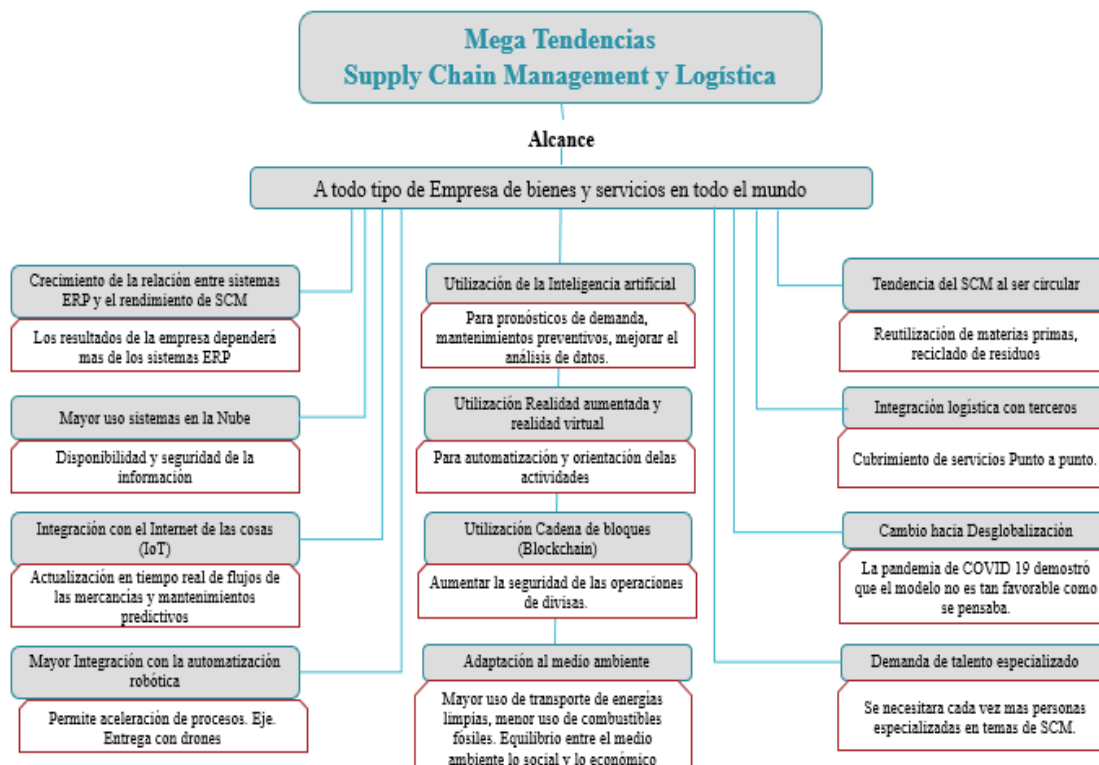 Mega Tendencias
Supply Chain Management y Logística
Alcance
A todo tipo de Empresa de bienes y servicios en todo el mundo
Crecimiento de la relación entre sistemas
ERP y el rendimiento de SCM
Los resultados de la empresa dependerá
mas de los sistemas ERP
Mayor uso sistemas en la Nube
Disponibilidad y seguridad de la
información
Integración con el Internet de las cosas
(IoT)
Actualización en tiempo real de flujos de
las mercancías y mantenimientos
predictivos
Mayor Integración con la automatización
robótica
Permite aceleración de procesos. Eje.
Entrega con drones
Utilización de la Inteligencia artificial
Para pronósticos de demanda,
mantenimientos preventivos, mejorar el
análisis de datos.
Utilización Realidad aumentada y
realidad virtual
Para automatización y orientación delas
actividades
Utilización Cadena de bloques
(Blockchain)
Aumentar la seguridad de las operaciones
de divisas.
Adaptación al medio ambiente
Mayor uso de transporte de energías
limpias, menor uso de combustibles
fósiles. Equilibrio entre el medio
ambiente lo social y lo económico
Tendencia del SCM al ser circular
Reutilización de materias primas,
reciclado de residuos
Integración logística con terceros
Cubrimiento de servicios Punto a punto.
Cambio hacia Desglobalización
La pandemia de COVID 19 demostró
que el modelo no es tan favorable como
se pensaba.
Demanda de talento especializado
Se necesitara cada vez mas personas
especializadas en temas de SCM.